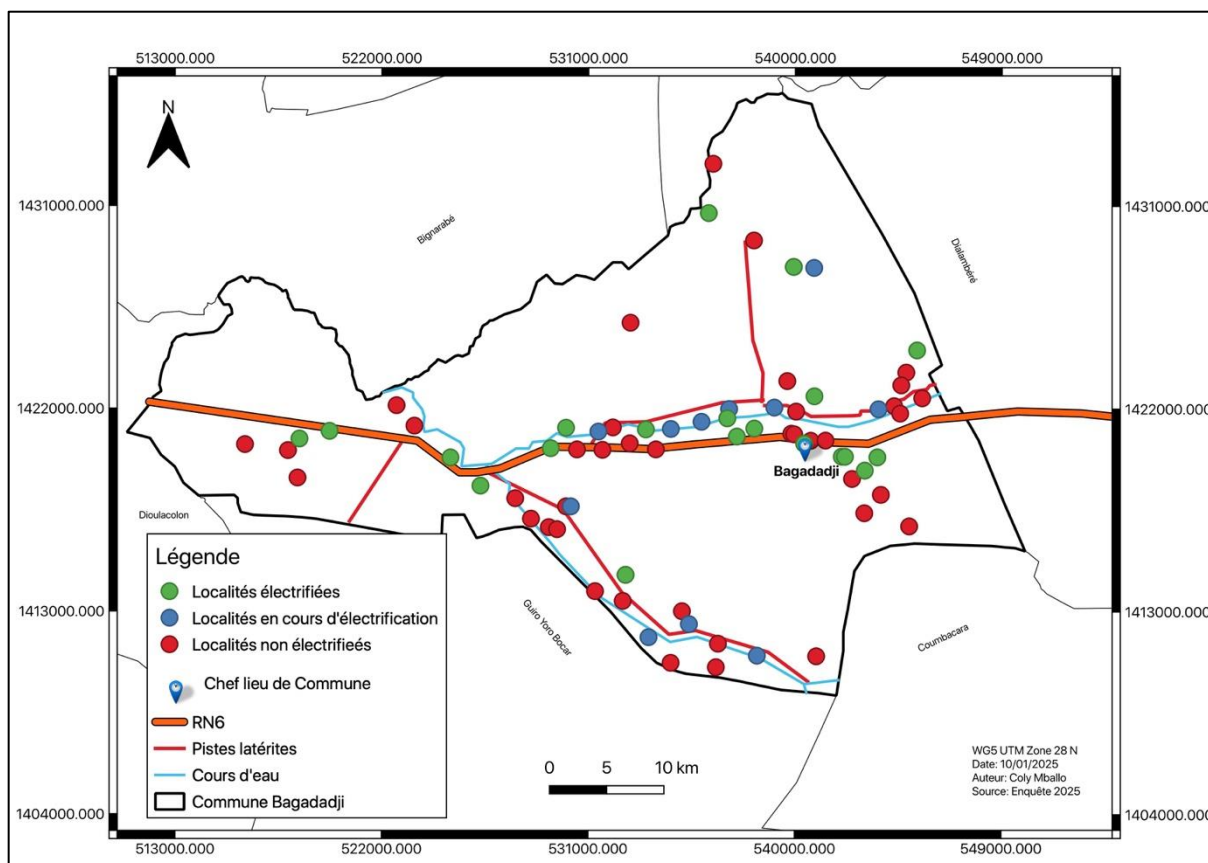 513000.000 522000.000 531000.000 540000.000 549000.000
N
1431000.000 1431000.000
Bignarabé
Dialambéré
1422000.000 1422000.000
Bagadadji
Dioulacolon
Légende
Localités électrifiées
Localités en cours d'électrification
Localités non électrifieés
Chef lieu de Commune
RN6
Pistes latérites
Cours d'eau
Commune Bagadadji
1413000.000 1413000.000
Guiro Yoro Bocar
Coumbacara
0 5 10 km
WG5 UTM Zone 28 N
Date: 10/01/2025
Auteur: Coly Mballo
Source: Enquête 2025
1404000.000 1404000.000
513000.000 522000.000 531000.000 540000.000 549000.000